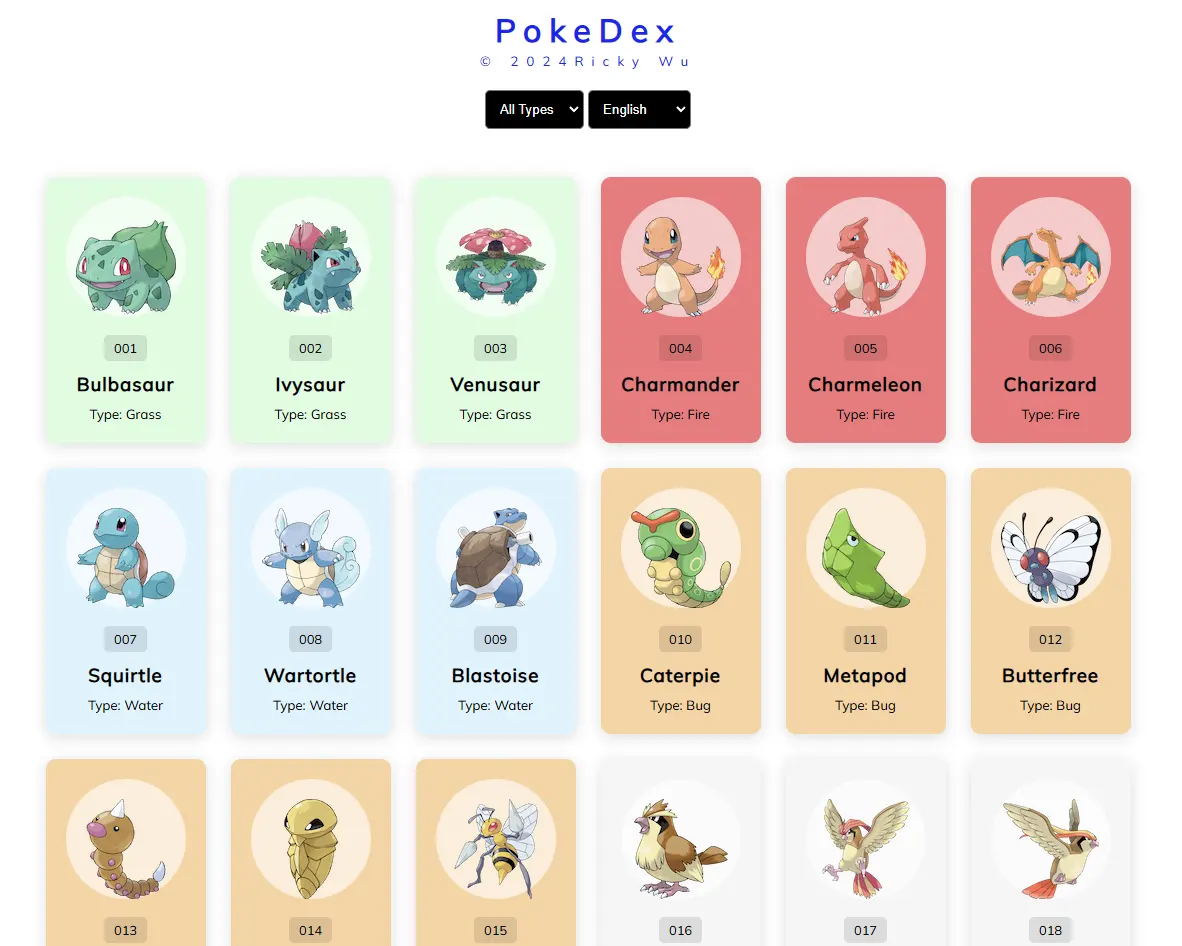 PokeDex
© 2024Ricky Wu
All Types English
001 002 003 004 005 006
Bulbasaur Ivysaur Venusaur Charmander Charmeleon Charizard
Type: Grass Type: Grass Type: Grass Type: Fire Type: Fire Type: Fire
007 008 009 010 011 012
Squirtle Wartortle Blastoise Caterpie Metapod Butterfree
Type: Water Type: Water Type: Water Type: Bug Type: Bug Type: Bug
013 014 015 016 017 018